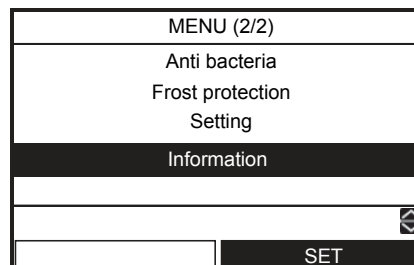 MENU (2/2)
Anti bacteria
Frost protection
Setting
Information
SET